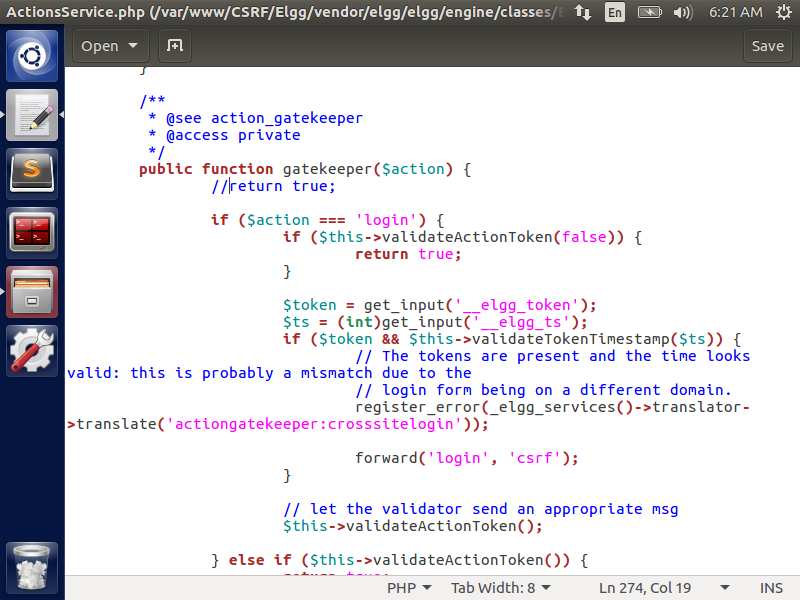 ActionsService.php (/var/www/CSRF/Elgg/vendor/elgg/elgg/engine/classes/E
En
6:21 AM
Open
Save
}
/**
* @see action_gatekeeper
* @access private
*/
public function gatekeeper($action) {
//return true;
if ($action === 'login') {
if ($this->validateActionToken(false)) {
return true;
}
$token = get_input('__elgg_token');
$ts = (int)get_input('__elgg_ts');
if ($token && $this->validateTokenTimestamp($ts)) {
// The tokens are present and the time looks
valid: this is probably a mismatch due to the
// login form being on a different domain.
register_error(_elgg_services()->translator-
>translate('actiongatekeeper:crosssitelogin'));
forward('login', 'csrf');
}
// let the validator send an appropriate msg
$this->validateActionToken();
} else if ($this->validateActionToken()) {
return true;
PHP
Tab Width: 8
Ln 274, Col 19
INS